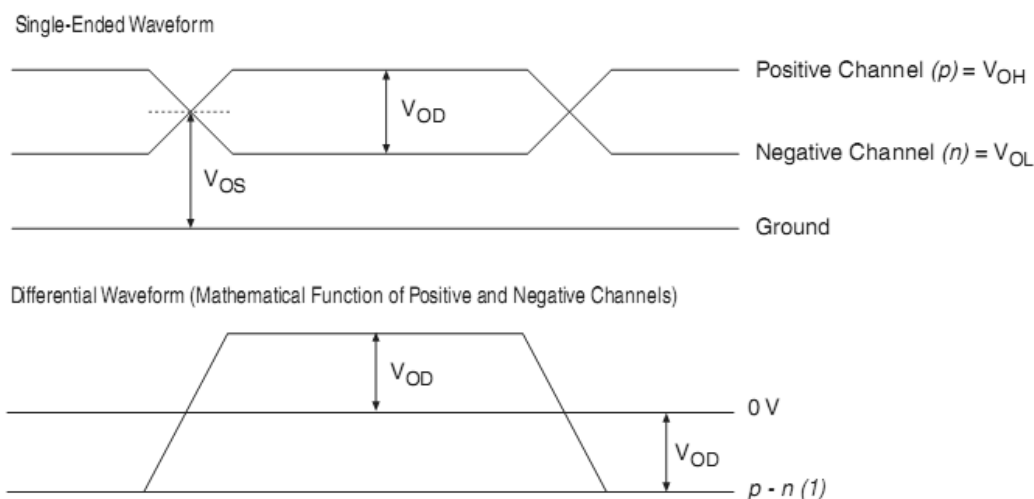 Single-Ended Waveform
Positive Channel (p) = VOH
VOD
Negative Channel (n) = VOL
VOS
Ground
Differential Waveform (Mathematical Function of Positive and Negative Channels)
VOD
0 V
VOD
p - n (1)